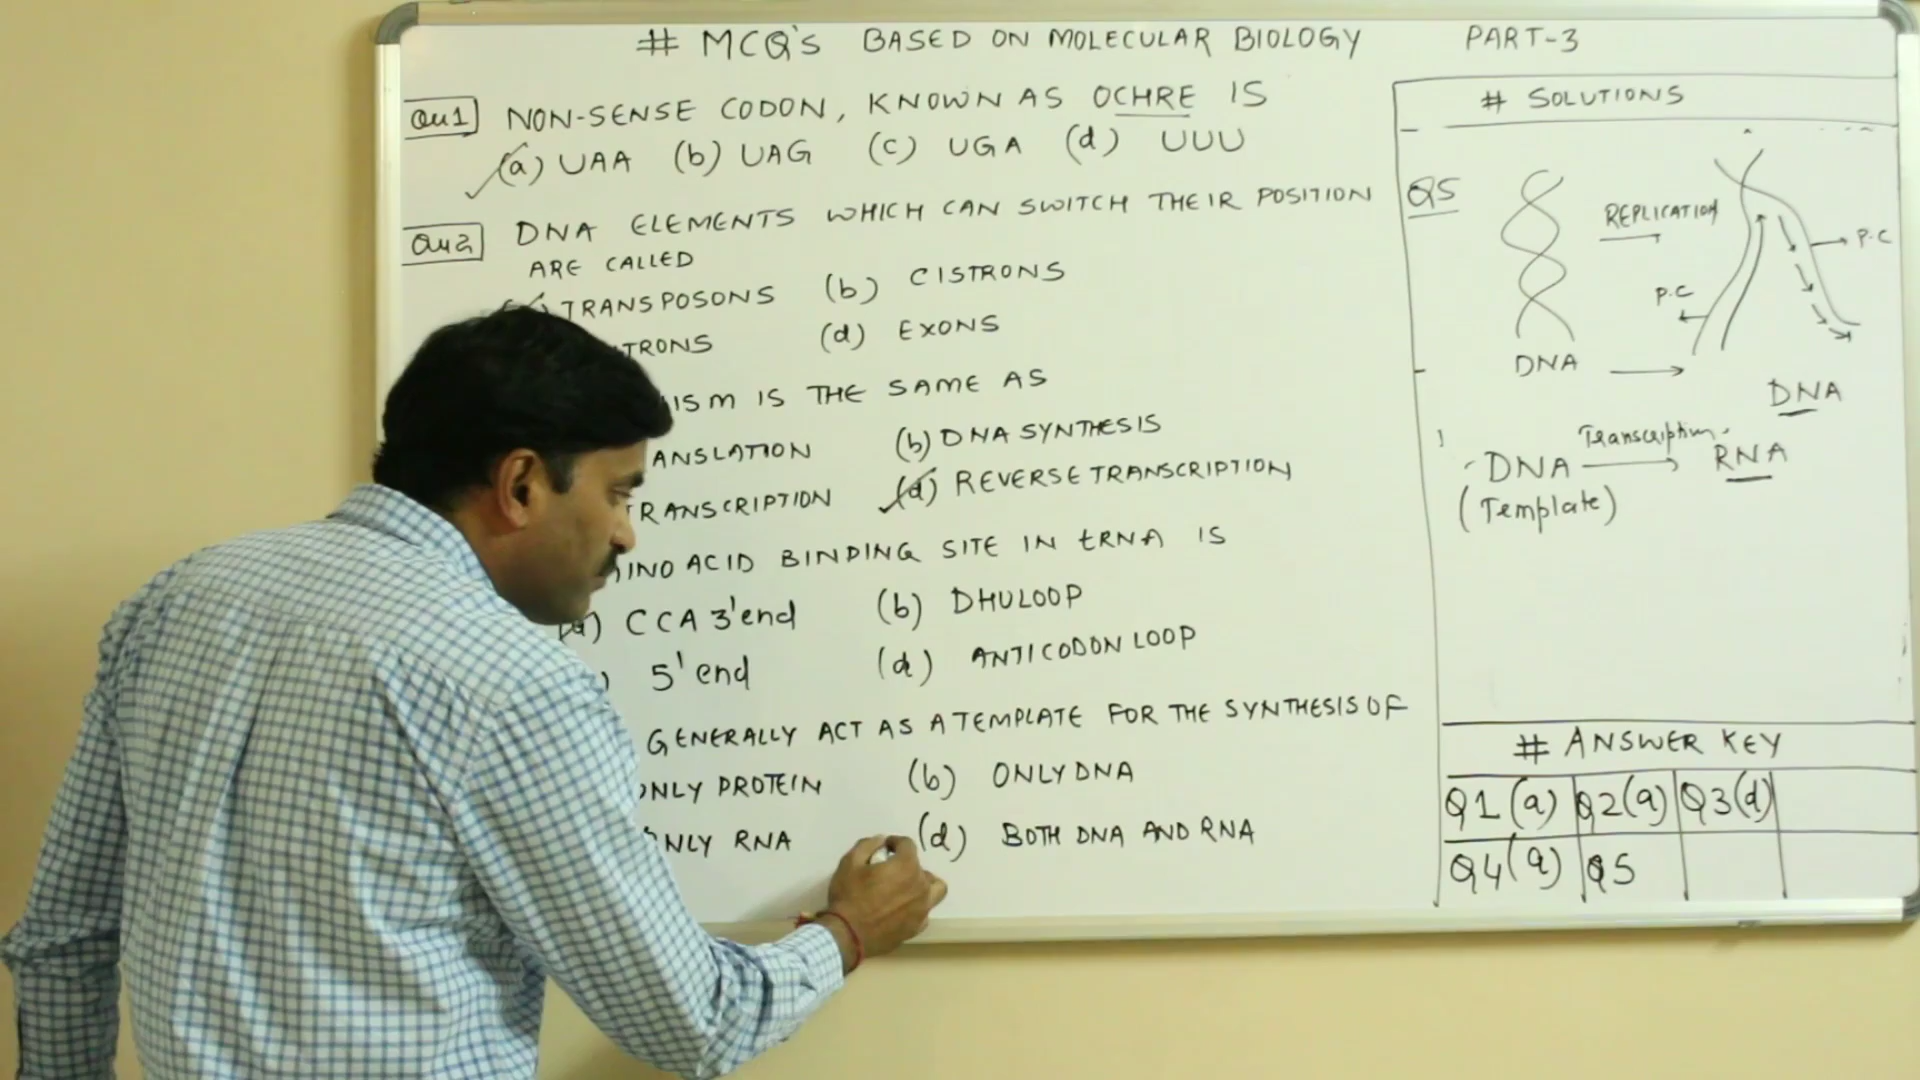 # MCQ'S BASED ON MOLECULAR BIOLOGY PART-3
Qu1 NON-SENSE CODON, KNOWN AS OCHRE IS
(a) UAA (b) UAG (c) UGA (d) UUU
Qu2 DNA ELEMENTS WHICH CAN SWITCH THEIR POSITION
ARE CALLED
TRANSPOSONS (b) CISTRONS
TRONS (d) EXONS
ISM IS THE SAME AS
ANSLATION (b) DNA SYNTHESIS
TRANSCRIPTION (d) REVERSE TRANSCRIPTION
INO ACID BINDING SITE IN tRNA IS
(a) CCA 3'end (b) DHULOOP
) 5'end (d) ANTICODON LOOP
GENERALLY ACT AS A TEMPLATE FOR THE SYNTHESIS OF
ONLY PROTEIN (b) ONLY DNA
ONLY RNA (d) BOTH DNA AND RNA
# SOLUTIONS
Q5
REPLICATION
P.C
P.C
DNA
DNA
DNA Transcription RNA
(Template)
# ANSWER KEY
Q1 (a) Q2 (a) Q3 (d)
Q4 (a) Q5